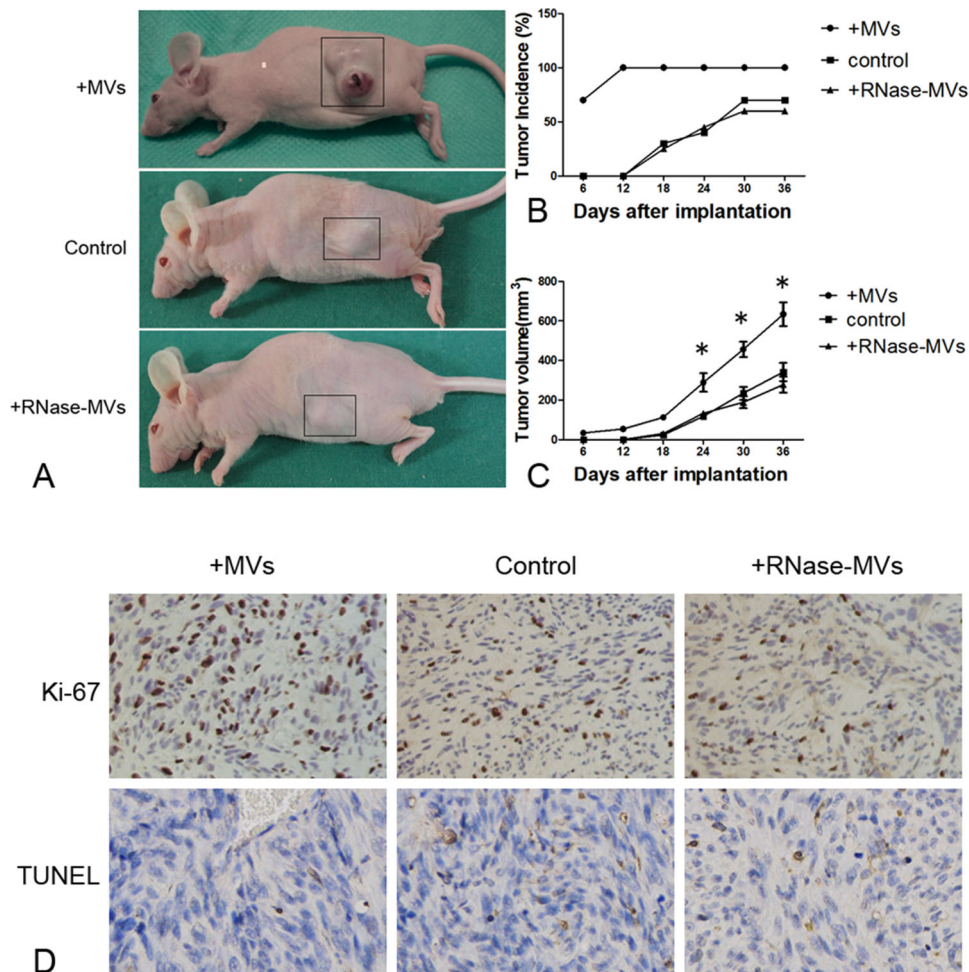 +MVs
Control
+RNase-MVs
A
Tumor Incidence (%)
150
100
50
0
6 12 18 24 30 36
Days after implantation
B
+MVs
control
+RNase-MVs
Tumor volume(mm3)
800
600
400
200
0
* * *
6 12 18 24 30 36
Days after implantation
C
+MVs
control
+RNase-MVs
+MVs Control +RNase-MVs
Ki-67
TUNEL
D